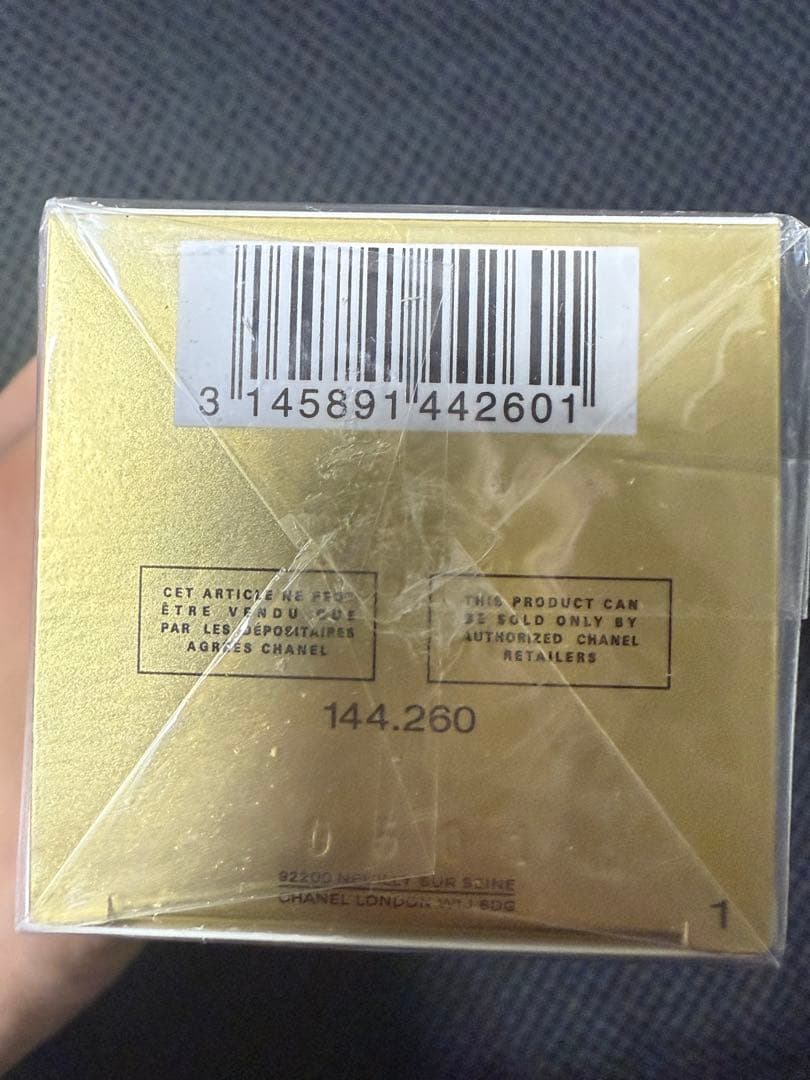 3 145891 442601
CET ARTICLE NE PEUT
ÊTRE VENDU QUE
PAR LES DÉPOSITAIRES
AGRÉÉS CHANEL
THIS PRODUCT CAN
BE SOLD ONLY BY
AUTHORIZED CHANEL
RETAILERS
144.260
92200 NEUILLY SUR SEINE
CHANEL LONDON W1J 6DG
1